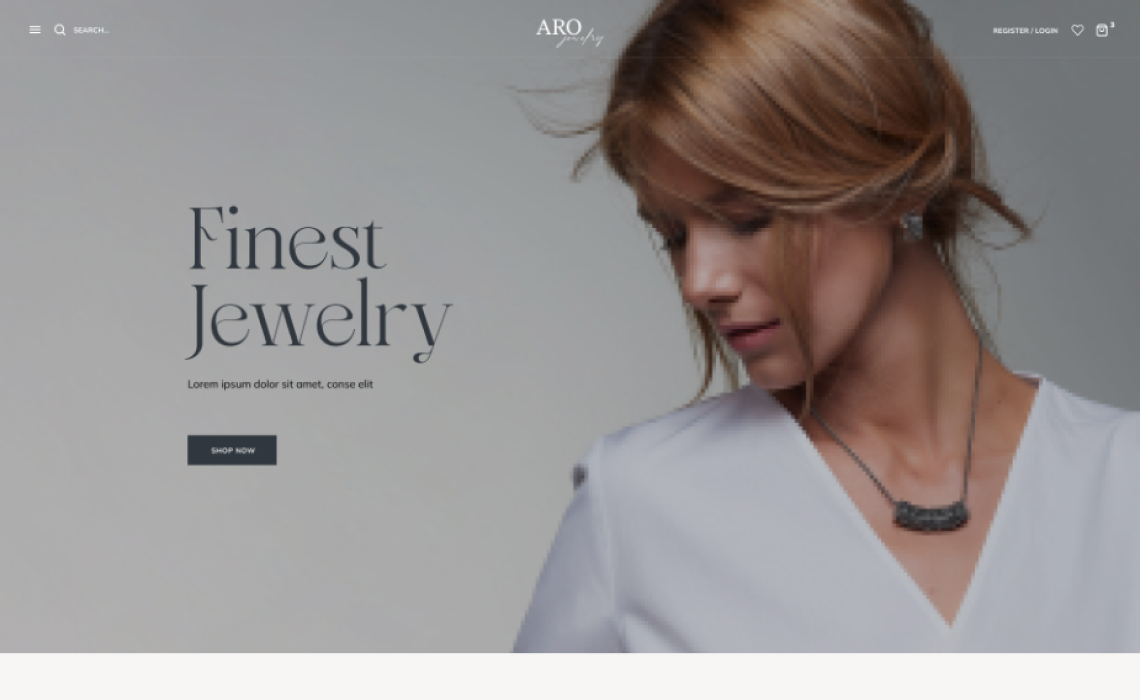 SEARCH...
ARO
jewelry
REGISTER / LOGIN
3
Finest
Jewelry
Lorem ipsum dolor sit amet, conse elit
SHOP NOW